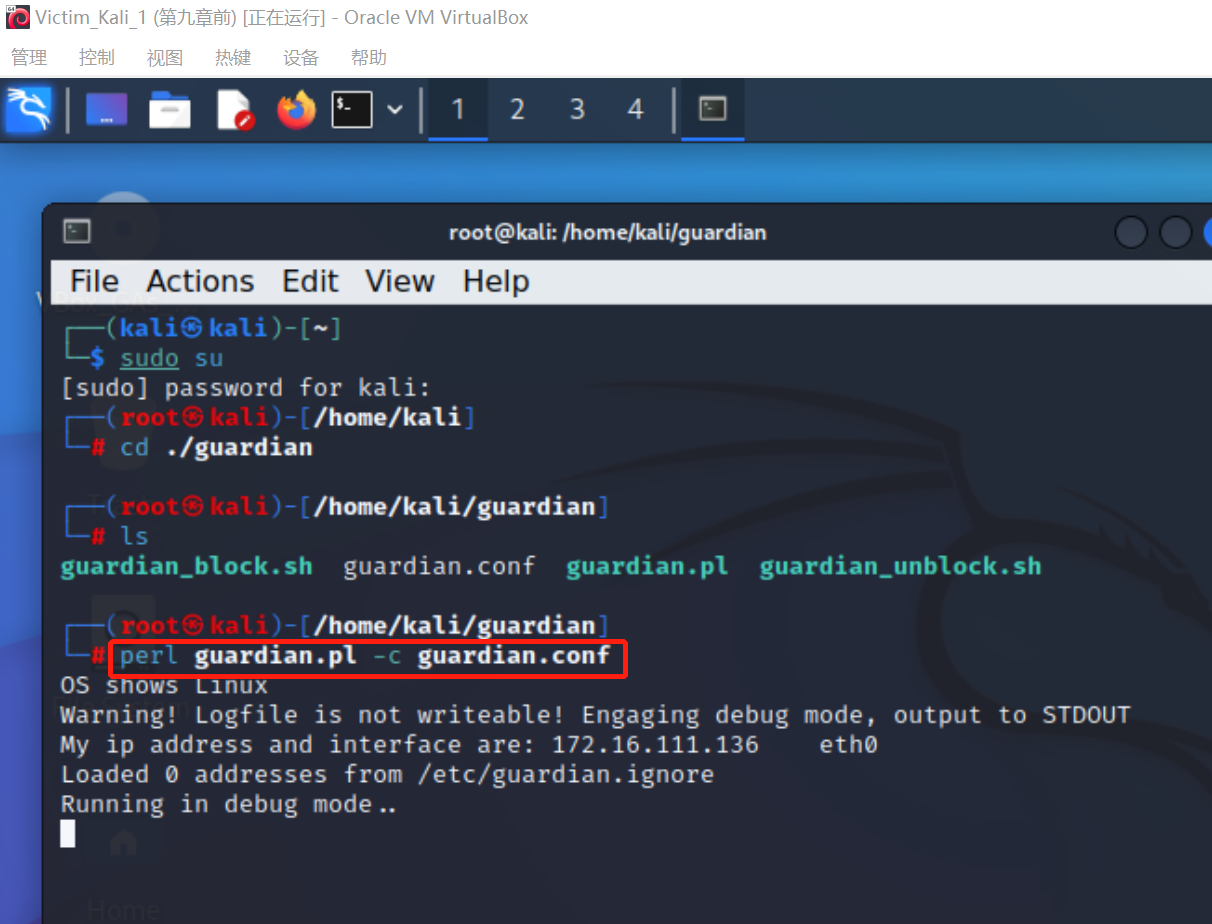 Victim_Kali_1 (第九章前) [正在运行] - Oracle VM VirtualBox
管理 控制 视图 热键 设备 帮助
1 2 3 4
root@kali: /home/kali/guardian
File Actions Edit View Help
┌──(kali㉿kali)-[~]
└─$ sudo su
[sudo] password for kali:
┌──(root㉿kali)-[/home/kali]
└─# cd ./guardian
┌──(root㉿kali)-[/home/kali/guardian]
└─# ls
guardian_block.sh guardian.conf guardian.pl guardian_unblock.sh
┌──(root㉿kali)-[/home/kali/guardian]
└─# perl guardian.pl -c guardian.conf
OS shows Linux
Warning! Logfile is not writeable! Engaging debug mode, output to STDOUT
My ip address and interface are: 172.16.111.136 eth0
Loaded 0 addresses from /etc/guardian.ignore
Running in debug mode..
Home